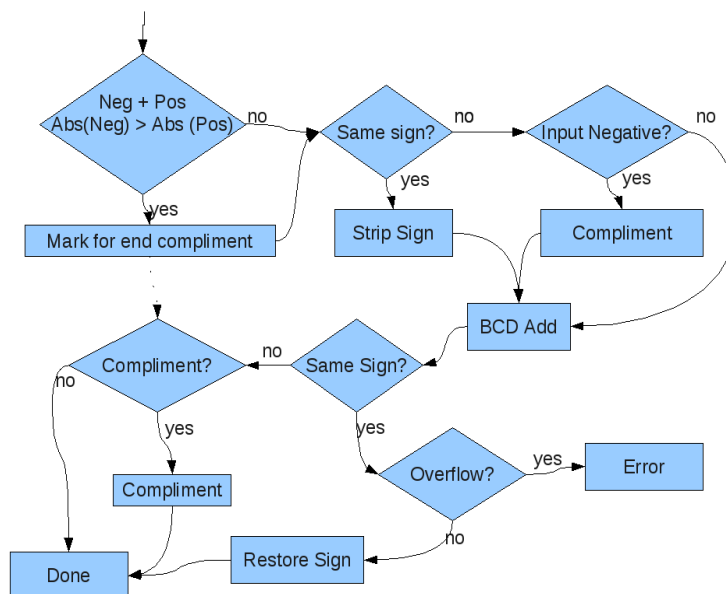 Neg + Pos
Abs(Neg) > Abs (Pos)
no
Same sign?
no
Input Negative?
no
yes
yes
yes
Mark for end compliment
Strip Sign
Compliment
BCD Add
Compliment?
no
Same Sign?
no
yes
yes
Compliment
Overflow?
yes
Error
no
Restore Sign
Done